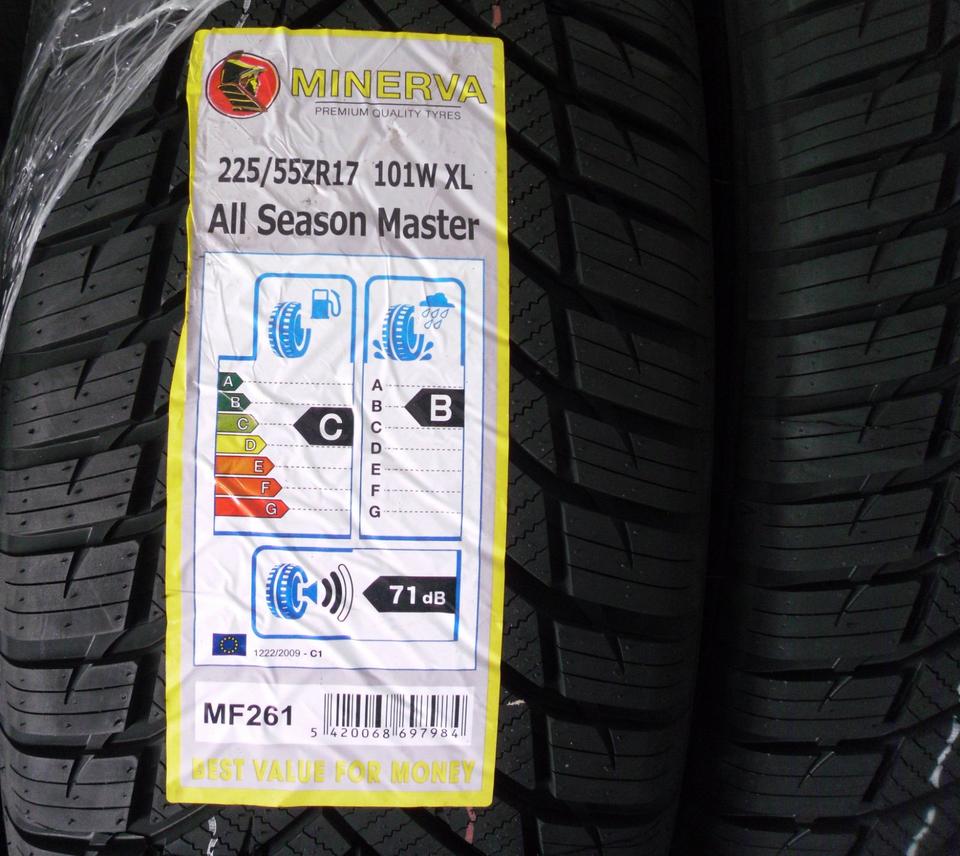 MINERVA
PREMIUM QUALITY TYRES
225/55ZR17 101W XL
All Season Master
A
B
C
D
E
F
G
C
A
B
C
D
E
F
G
B
71 dB
1222/2009 - C1
MF261
5 420068 697984
BEST VALUE FOR MONEY